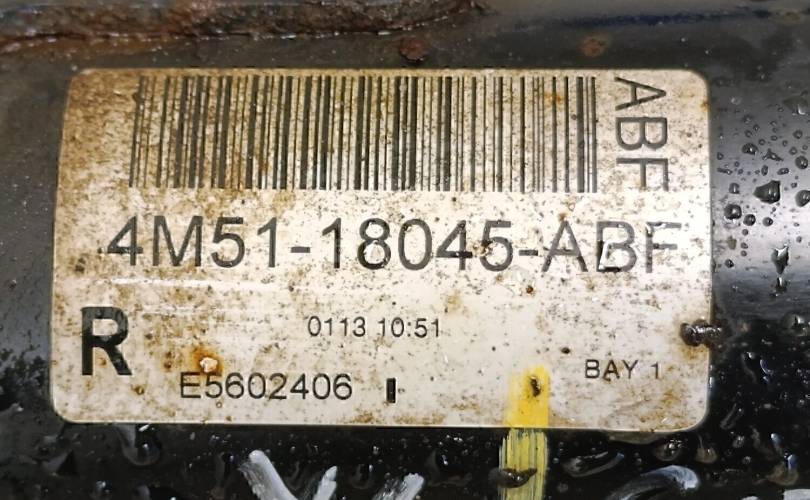 ABF
4M51-18045-ABF
R
0113 10:51
E5602406
BAY 1